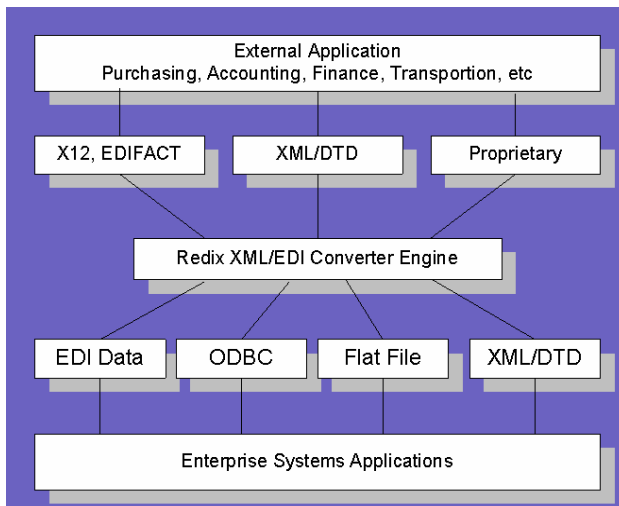 External Application
Purchasing, Accounting, Finance, Transportion, etc
X12, EDIFACT
XML/DTD
Proprietary
Redix XML/EDI Converter Engine
EDI Data
ODBC
Flat File
XML/DTD
Enterprise Systems Applications